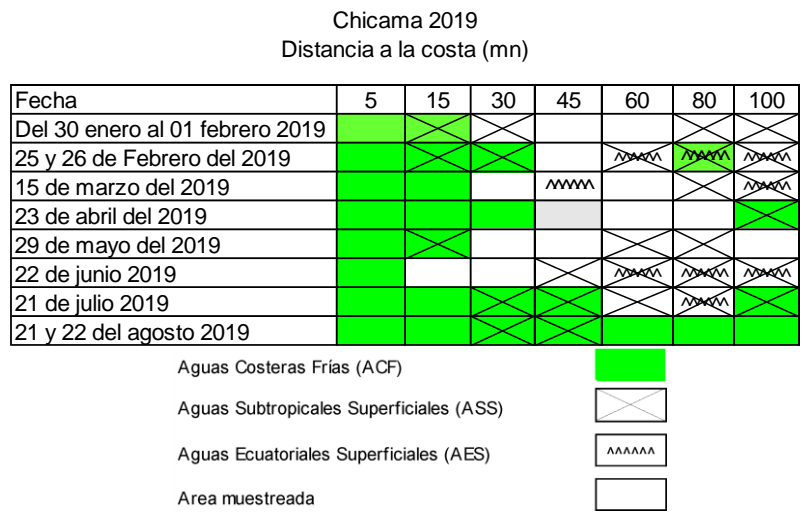 Chicama 2019
Distancia a la costa (mn)
Fecha 5 15 30 45 60 80 100
Del 30 enero al 01 febrero 2019
25 y 26 de Febrero del 2019
15 de marzo del 2019
23 de abril del 2019
29 de mayo del 2019
22 de junio 2019
21 de julio 2019
21 y 22 del agosto 2019
Aguas Costeras Frías (ACF)
Aguas Subtropicales Superficiales (ASS)
Aguas Ecuatoriales Superficiales (AES)
Area muestreada